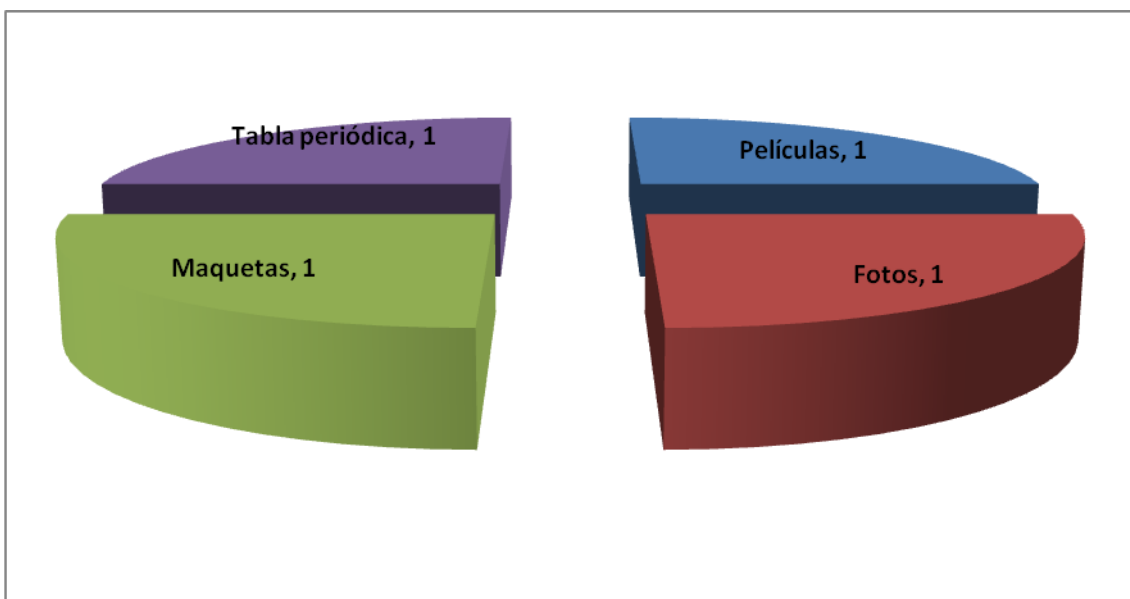 Tabla periódica, 1
Películas, 1
Maquetas, 1
Fotos, 1